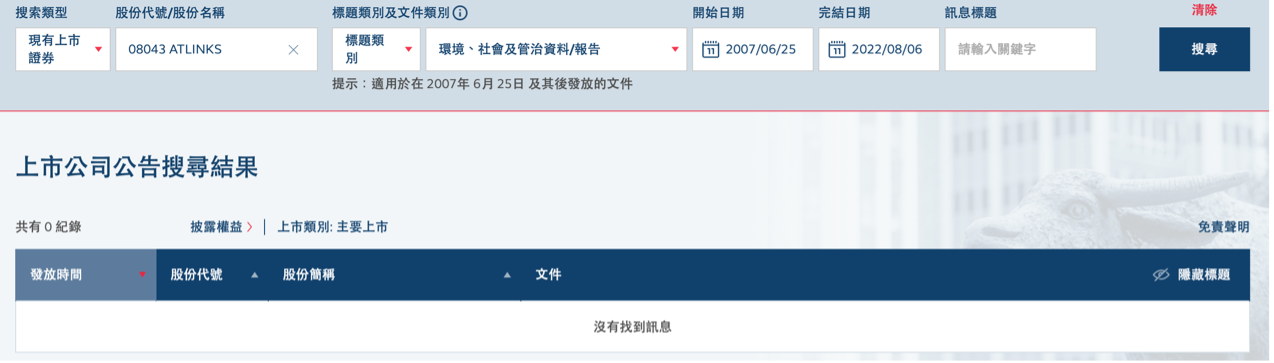 搜索類型 股份代號/股份名稱 標題類別及文件類別 開始日期 完結日期 訊息標題 清除
現有上市證券 08043 ATLINKS 標題類別 環境、社會及管治資料/報告 11 2007/06/25 11 2022/08/06 請輸入關鍵字 搜尋
提示：適用於在 2007年 6月 25日 及其後發放的文件
上市公司公告搜尋結果
共有 0 紀錄 披露權益 上市類別: 主要上市 免責聲明
發放時間 股份代號 股份簡稱 文件 隱藏標題
沒有找到訊息